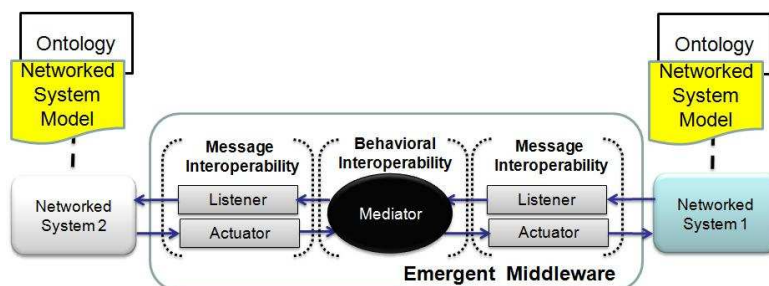 Ontology
Networked
System
Model
Ontology
Networked
System
Model
Message
Interoperability
Behavioral
Interoperability
Message
Interoperability
Networked
System 2
Listener
Actuator
Mediator
Listener
Actuator
Networked
System 1
Emergent Middleware